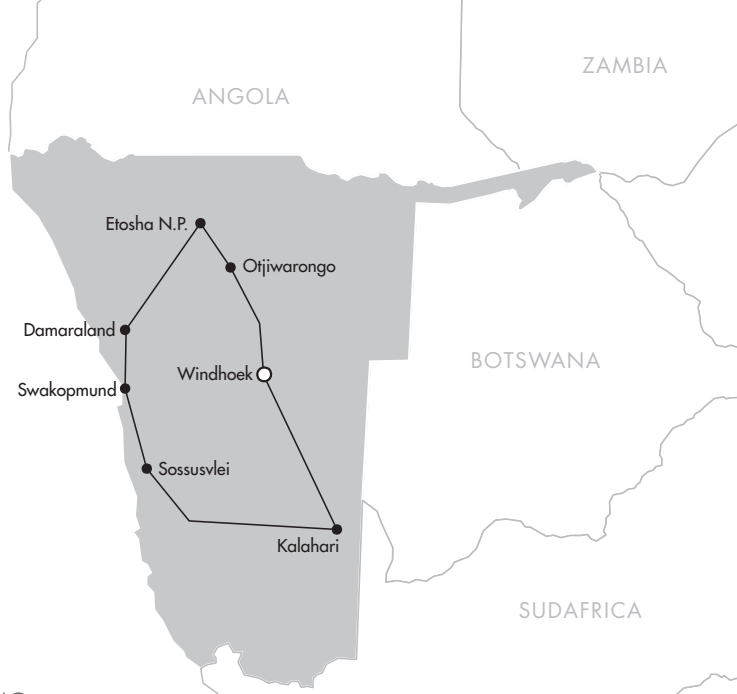 ZAMBIA
ANGOLA
Etosha N.P.
Otjiwarongo
Damaraland
BOTSWANA
Windhoek
Swakopmund
Sossusvlei
Kalahari
SUDAFRICA